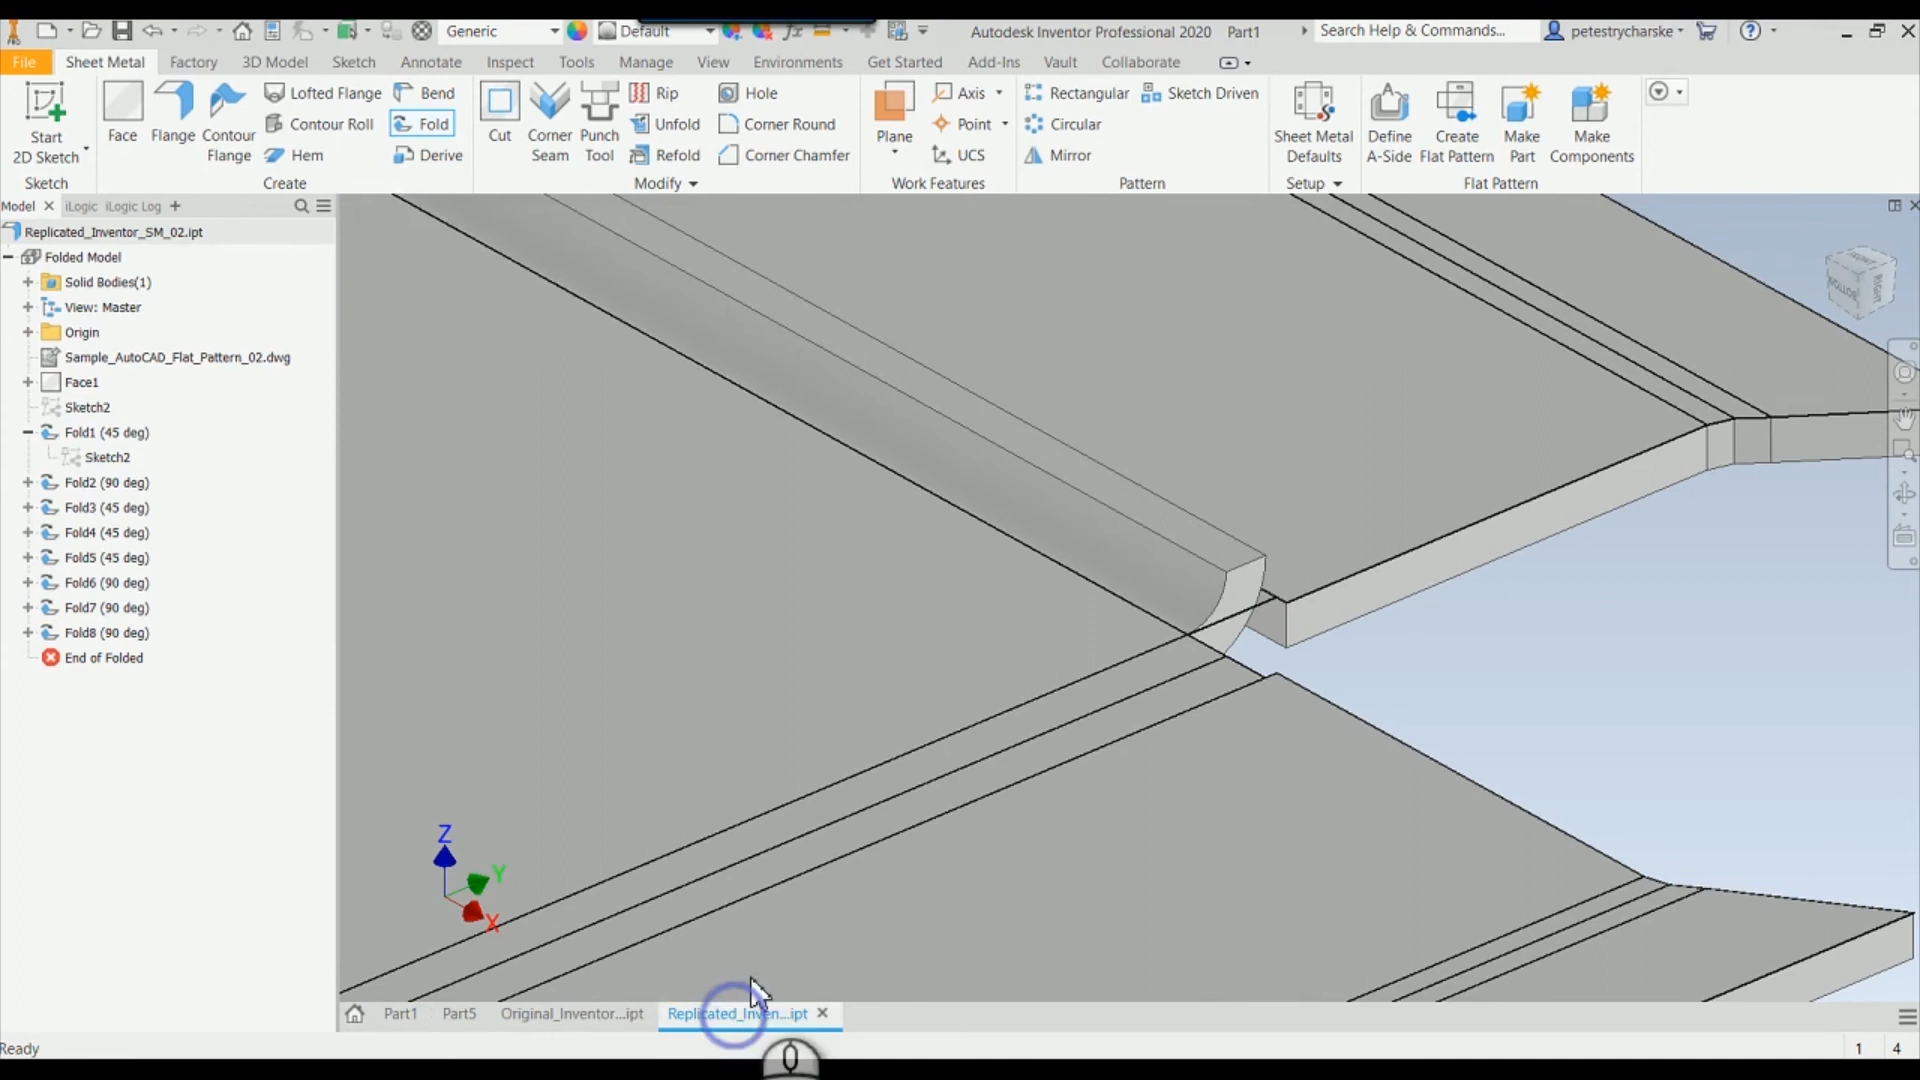 Generic
Default
Autodesk Inventor Professional 2020 Part1
Search Help & Commands...
petestrycharske
File Sheet Metal Factory 3D Model Sketch Annotate Inspect Tools Manage View Environments Get Started Add-Ins Vault Collaborate
Start
2D Sketch
Sketch
Face
Flange
Contour
Flange
Lofted Flange
Contour Roll
Hem
Bend
Fold
Derive
Create
Cut
Corner
Seam
Punch
Tool
Rip
Unfold
Refold
Hole
Corner Round
Corner Chamfer
Modify
Plane
Axis
Point
UCS
Work Features
Rectangular
Circular
Mirror
Sketch Driven
Pattern
Sheet Metal
Defaults
Setup
Define
A-Side
Create
Flat Pattern
Make
Part
Make
Components
Flat Pattern
Model iLogic iLogic Log
Replicated_Inventor_SM_02.ipt
Folded Model
Solid Bodies(1)
View: Master
Origin
Sample_AutoCAD_Flat_Pattern_02.dwg
Face1
Sketch2
Fold1 (45 deg)
Sketch2
Fold2 (90 deg)
Fold3 (45 deg)
Fold4 (45 deg)
Fold5 (45 deg)
Fold6 (90 deg)
Fold7 (90 deg)
Fold8 (90 deg)
End of Folded
FRONT
RIGHT
BOTTOM
Z
Y
X
Part1 Part5 Original_Inventor...ipt Replicated_Inven...ipt
Ready
1 4